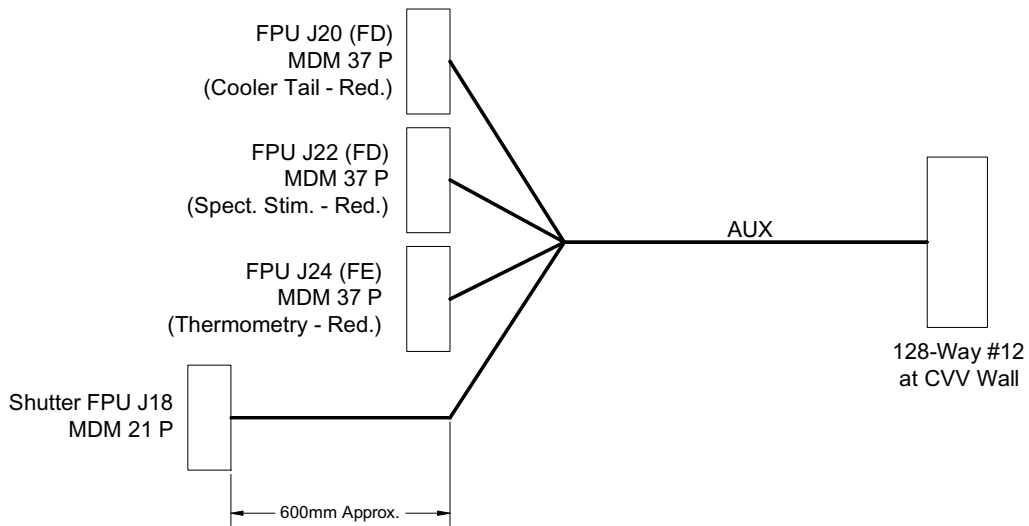 FPU J20 (FD)
MDM 37 P
(Cooler Tail - Red.)
FPU J22 (FD)
MDM 37 P
(Spect. Stim. - Red.)
FPU J24 (FE)
MDM 37 P
(Thermometry - Red.)
Shutter FPU J18
MDM 21 P
600mm Approx.
AUX
128-Way #12
at CVV Wall